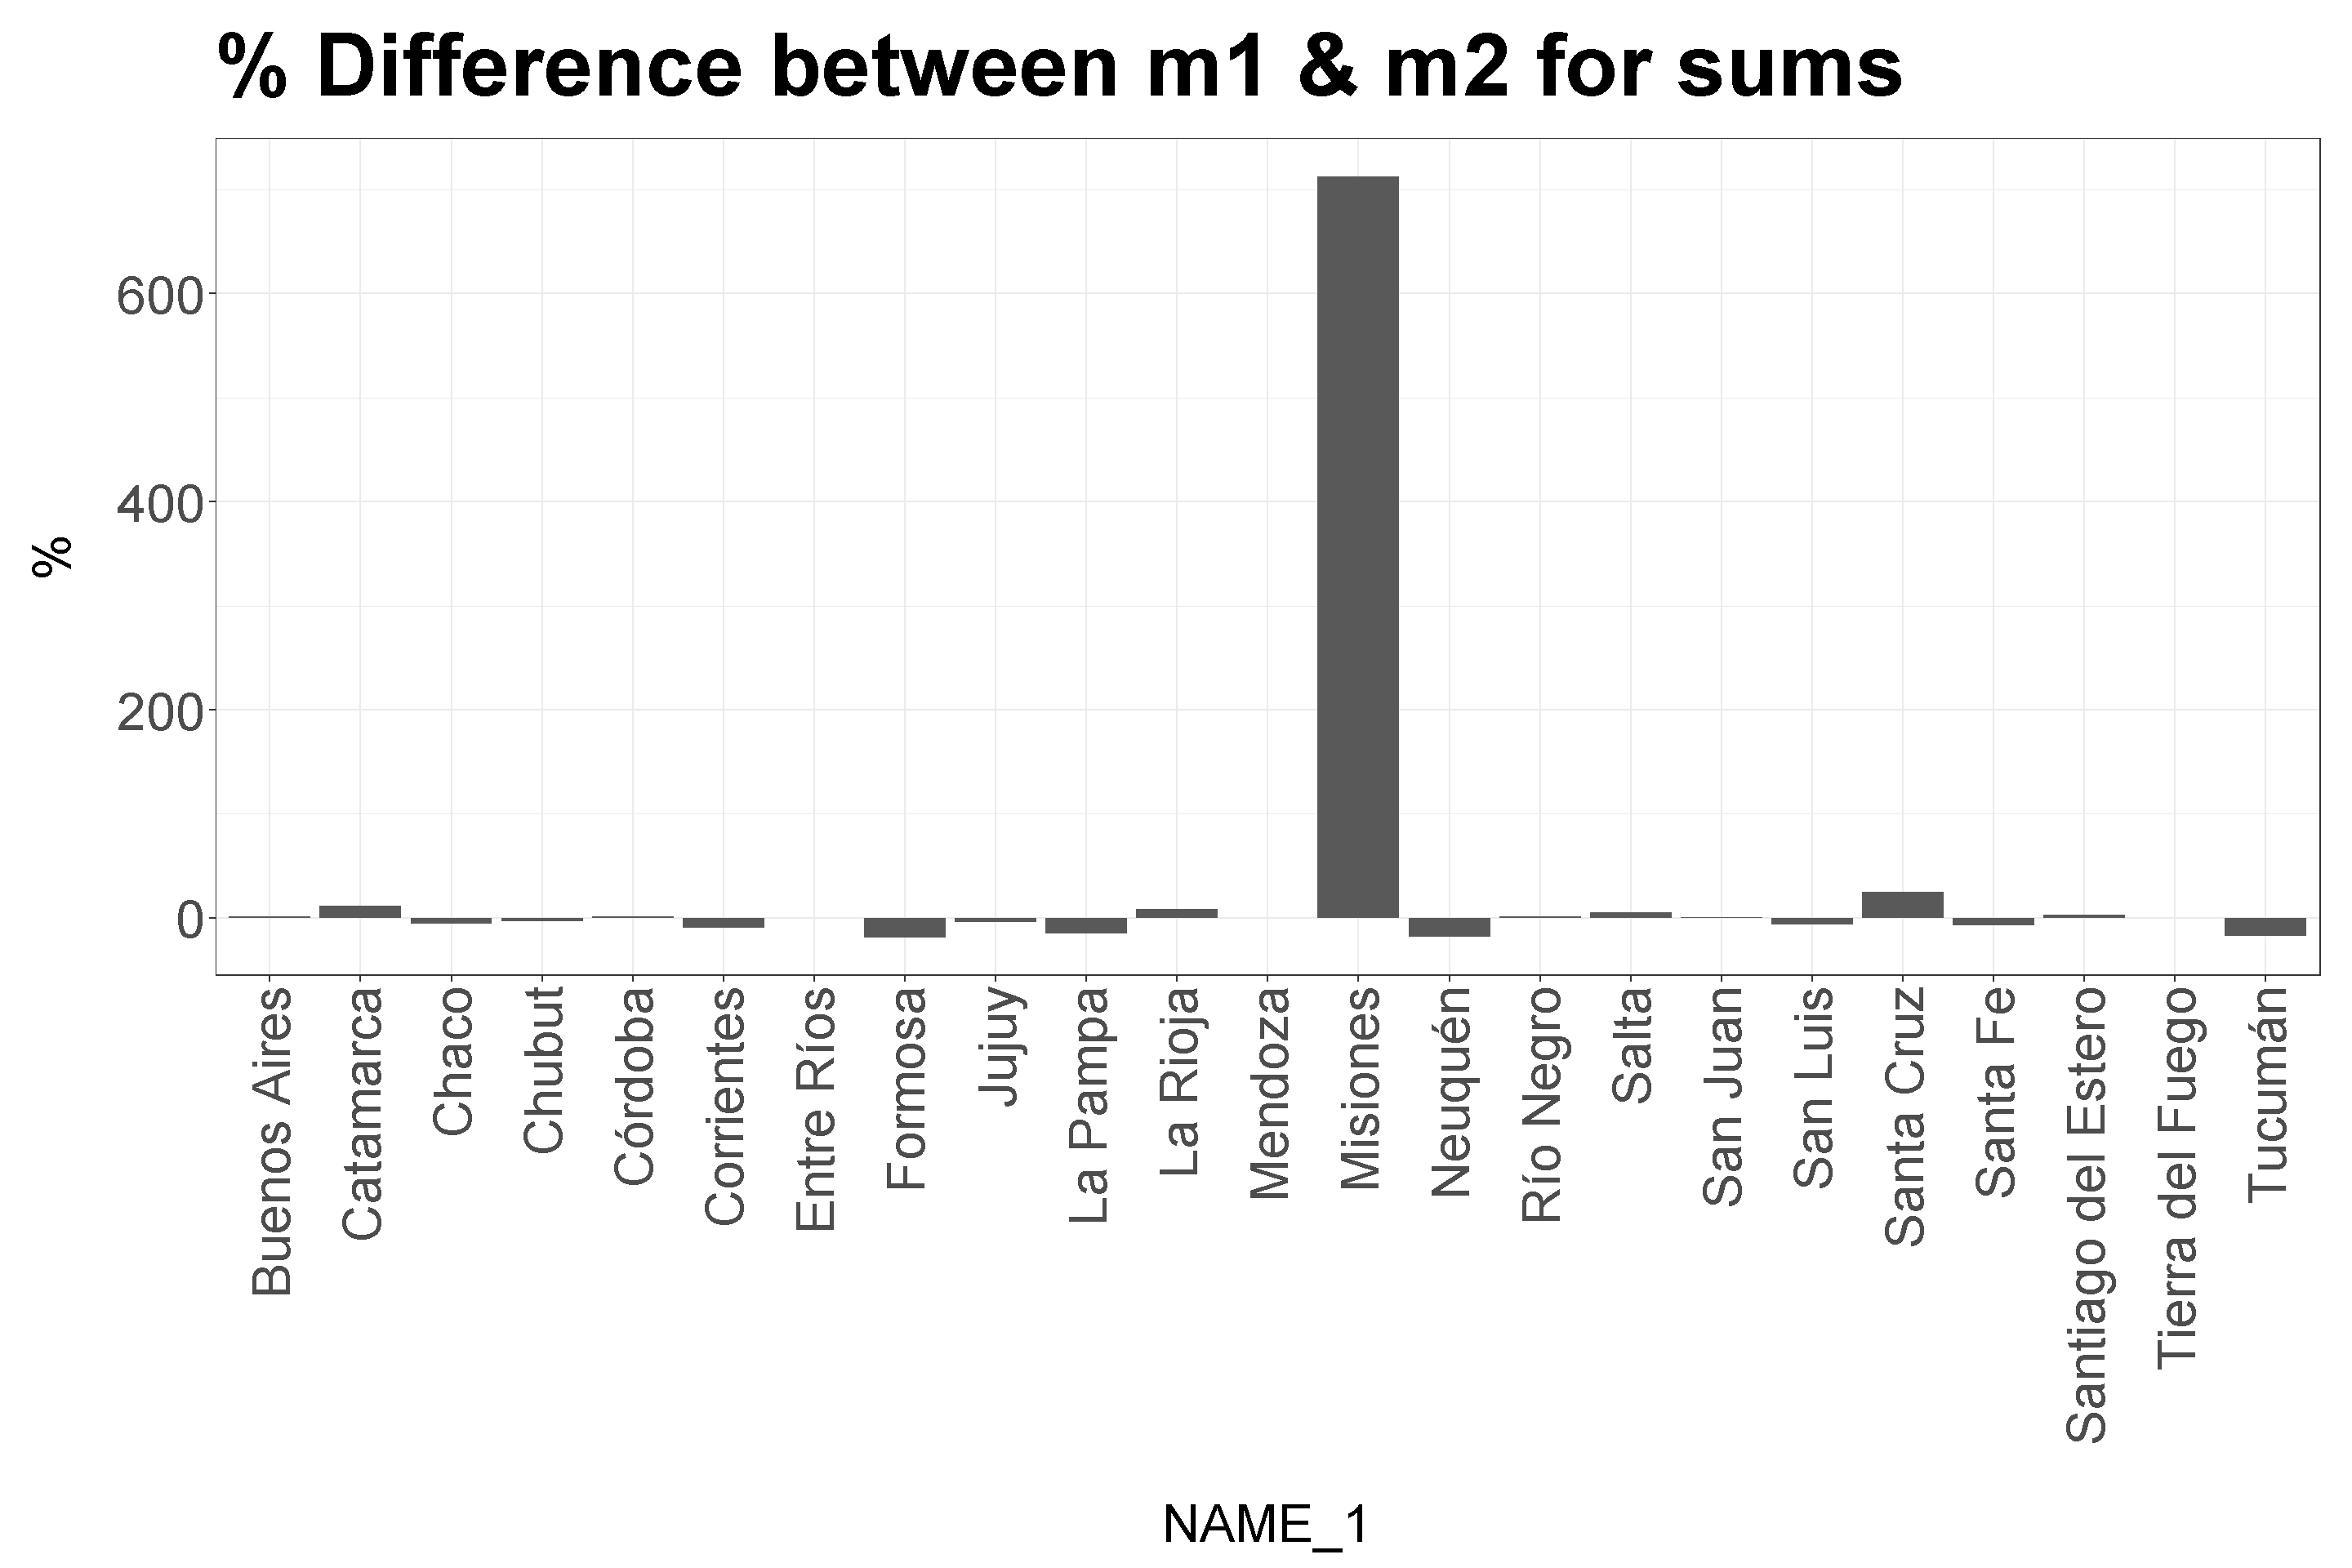 % Difference between m1 & m2 for sums
%
600
400
200
0
Buenos Aires
Catamarca
Chaco
Chubut
Córdoba
Corrientes
Entre Ríos
Formosa
Jujuy
La Pampa
La Rioja
Mendoza
Misiones
Neuquén
Río Negro
Salta
San Juan
San Luis
Santa Cruz
Santa Fe
Santiago del Estero
Tierra del Fuego
Tucumán
NAME_1